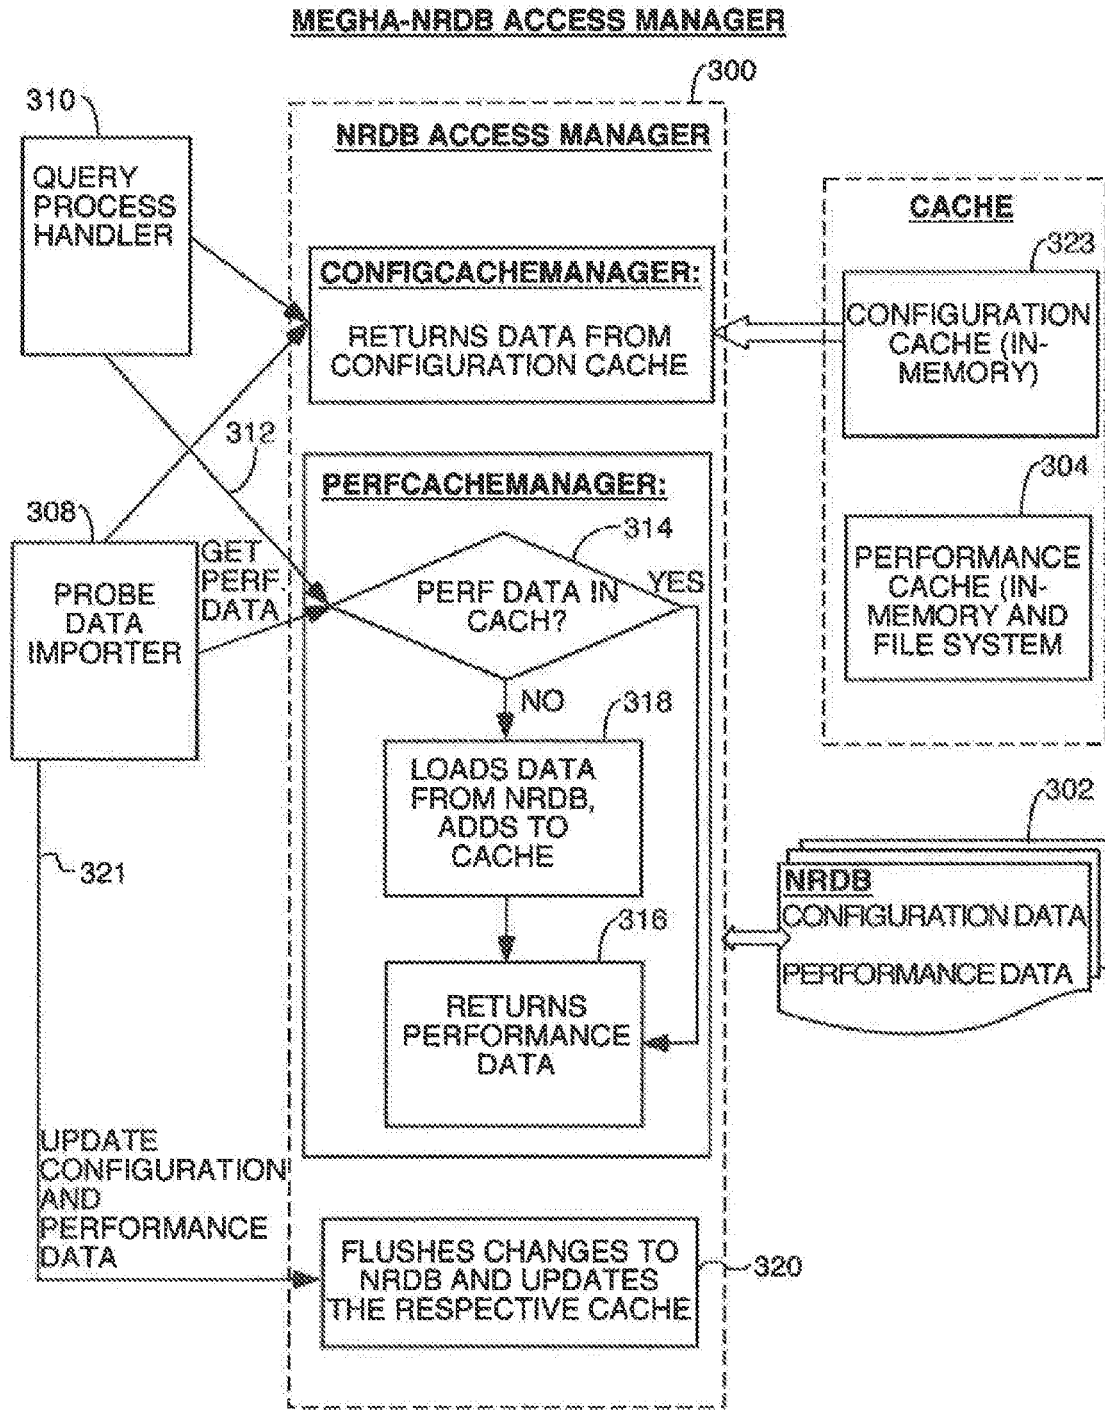 MEGHA-NRDB ACCESS MANAGER
300
310
NRDB ACCESS MANAGER
QUERY
PROCESS
HANDLER
CACHE
323
CONFIGCACHEMANAGER:
RETURNS DATA FROM
CONFIGURATION CACHE
CONFIGURATION
CACHE (IN-
MEMORY)
312
304
PERFCACHEMANAGER:
308
314
GET
PERF.
DATA
YES
PERF DATA IN
CACH?
PROBE
DATA
IMPORTER
PERFORMANCE
CACHE (IN-
MEMORY AND
FILE SYSTEM
NO
318
LOADS DATA
FROM NRDB,
ADDS TO
CACHE
302
321
NRDB
CONFIGURATION DATA
PERFORMANCE DATA
316
RETURNS
PERFORMANCE
DATA
UPDATE
CONFIGURATION
AND
PERFORMANCE
DATA
FLUSHES CHANGES TO
NRDB AND UPDATES
THE RESPECTIVE CACHE
320